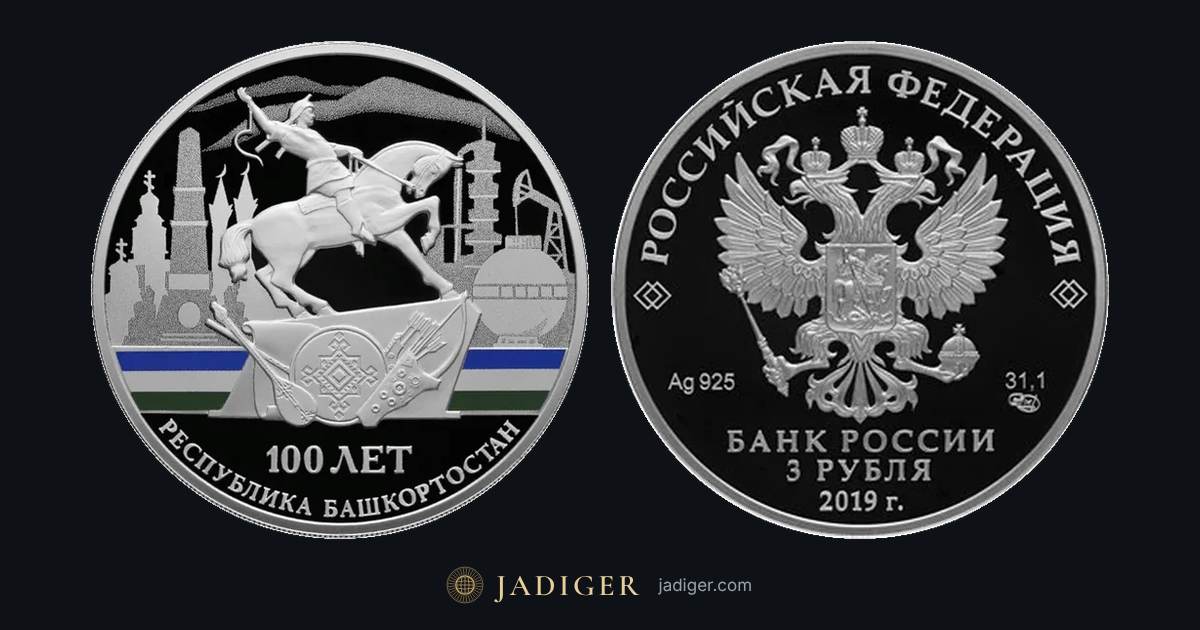 100 ЛЕТ
РЕСПУБЛИКА БАШКОРТОСТАН
РОССИЙСКАЯ ФЕДЕРАЦИЯ
Ag 925
31,1
БАНК РОССИИ
3 РУБЛЯ
2019 г.
JADIGER
jadiger.com